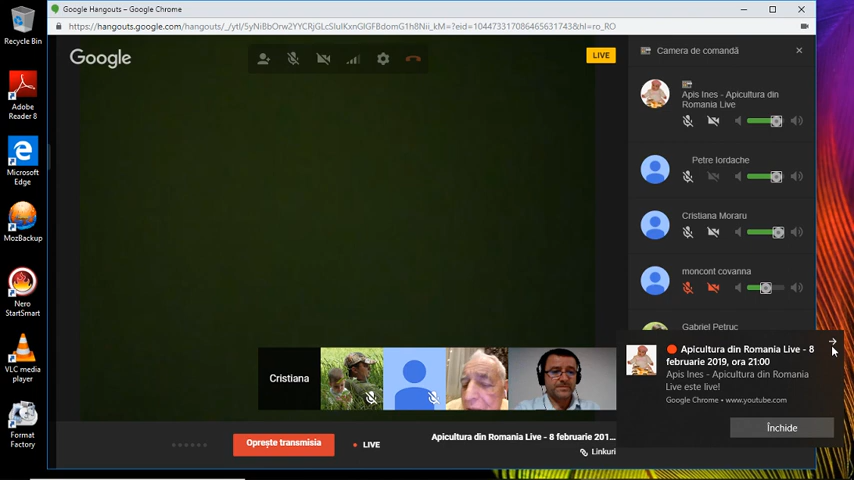 Google Hangouts – Google Chrome
https://hangouts.google.com/hangouts/_/ytl/5yNiBbOrw2YYCRjGLcSlulKxnGlGFBdomG1h8Nii_kM=?eid=104473317086465631743&hl=ro_RO
Recycle Bin
Adobe
Reader 8
Microsoft
Edge
MozBackup
Nero
StartSmart
VLC media
player
Format
Factory
Google
LIVE
Camera de comandă
Apis Ines - Apicultura din
Romania Live
Petre Iordache
Cristiana Moraru
moncont covanna
Gabriel Petruc
Cristiana
Apicultura din Romania Live - 8
februarie 2019, ora 21:00
Apis Ines - Apicultura din Romania
Live este live!
Google Chrome • www.youtube.com
Închide
Oprește transmisia
LIVE
Apicultura din Romania Live - 8 februarie 201...
Linkuri